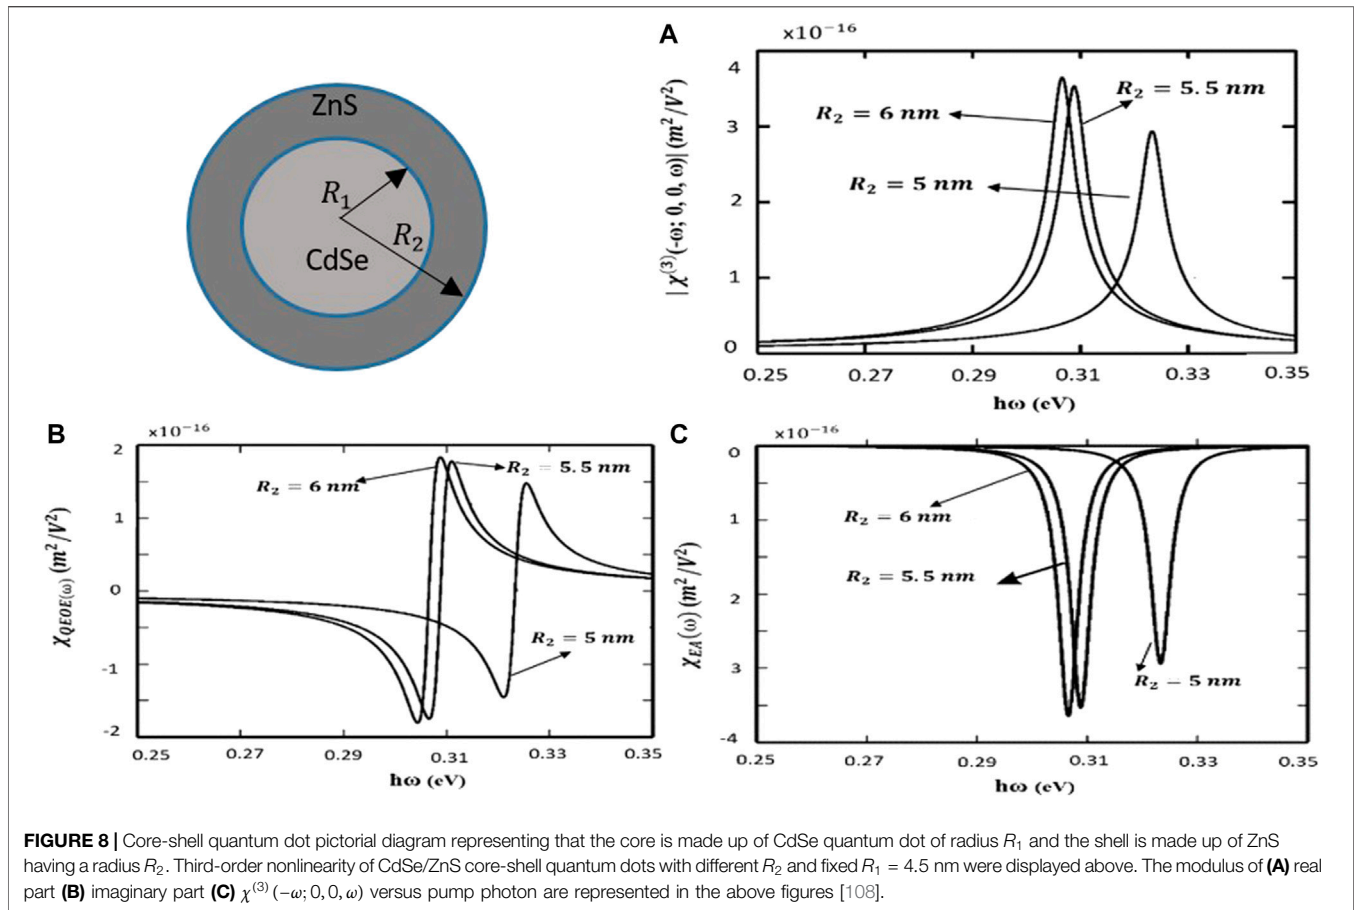 ZnS
R₁
R₂
CdSe
A
×10⁻¹⁶
|χ⁽³⁾(-ω; 0, 0, ω)| (m²/V²)
4
3
2
1
0
R₂ = 6 nm
R₂ = 5.5 nm
R₂ = 5 nm
0.25 0.27 0.29 0.31 0.33 0.35
ħω (eV)
B
×10⁻¹⁶
χQEOE(ω) (m²/V²)
2
1
0
-1
-2
R₂ = 6 nm
R₂ = 5.5 nm
R₂ = 5 nm
0.25 0.27 0.29 0.31 0.33 0.35
ħω (eV)
C
×10⁻¹⁶
χEA(ω) (m²/V²)
0
1
2
3
-4
R₂ = 6 nm
R₂ = 5.5 nm
R₂ = 5 nm
0.25 0.27 0.29 0.31 0.33 0.35
ħω (eV)
FIGURE 8 | Core-shell quantum dot pictorial diagram representing that the core is made up of CdSe quantum dot of radius R₁ and the shell is made up of ZnS
having a radius R₂. Third-order nonlinearity of CdSe/ZnS core-shell quantum dots with different R₂ and fixed R₁ = 4.5 nm were displayed above. The modulus of (A) real
part (B) imaginary part (C) χ⁽³⁾ (−ω; 0, 0, ω) versus pump photon are represented in the above figures [108].